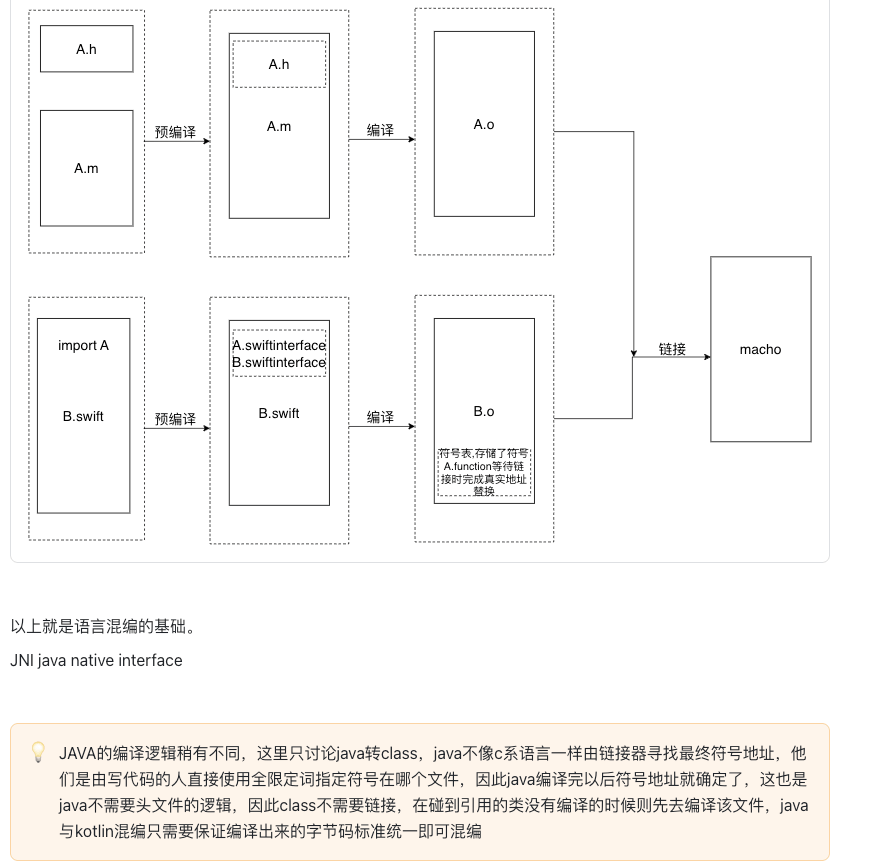 A.h
A.m
预编译
A.h
A.m
编译
A.o
import A
B.swift
预编译
A.swiftinterface
B.swiftinterface
B.swift
编译
B.o
符号表,存储了符号
A.function等待链
接时完成真实地址
替换
链接
macho
以上就是语言混编的基础。
JNI java native interface
JAVA的编译逻辑稍有不同，这里只讨论java转class，java不像c系语言一样由链接器寻找最终符号地址，他
们是由写代码的人直接使用全限定词指定符号在哪个文件，因此java编译完以后符号地址就确定了，这也是
java不需要头文件的逻辑，因此class不需要链接，在碰到引用的类没有编译的时候则先去编译该文件，java
与kotlin混编只需要保证编译出来的字节码标准统一即可混编